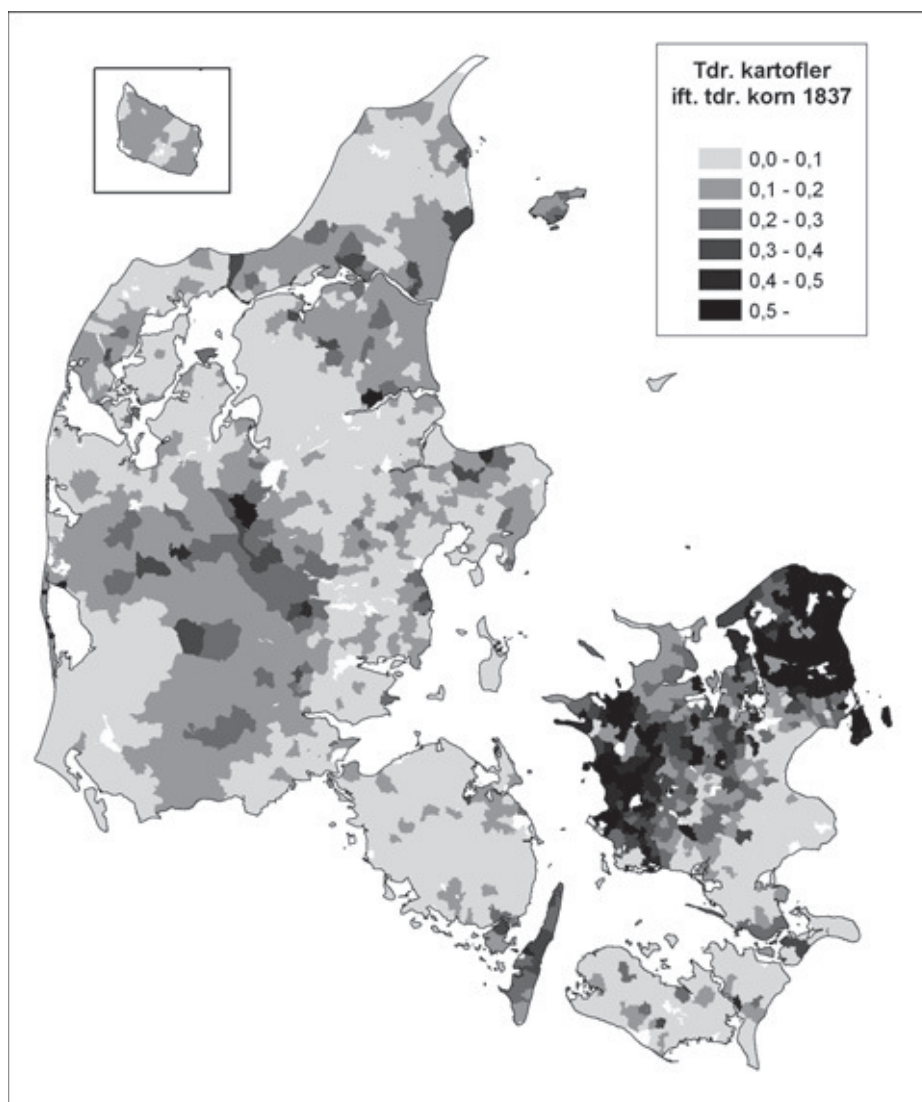 Tdr. kartofler
ift. tdr. korn 1837
0,0 - 0,1
0,1 - 0,2
0,2 - 0,3
0,3 - 0,4
0,4 - 0,5
0,5 -